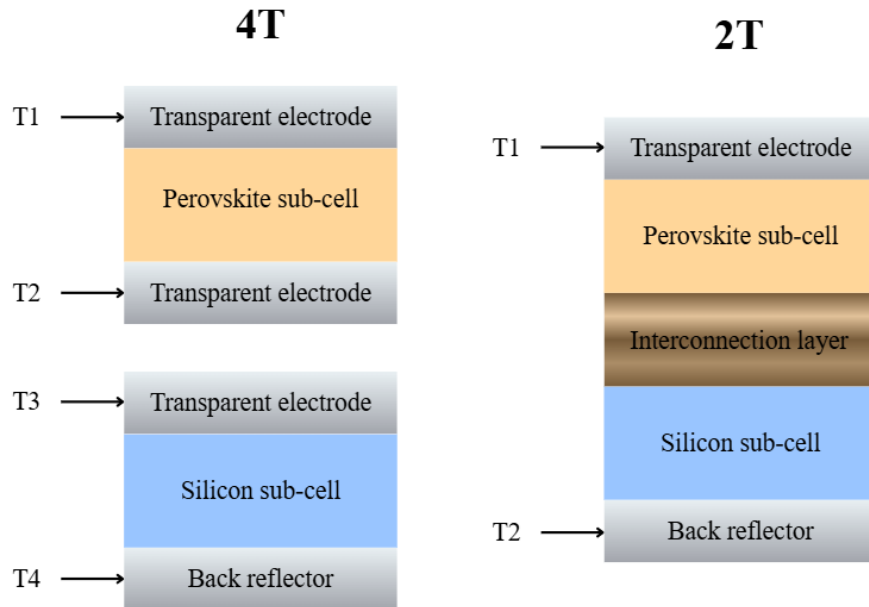 4T
T1
Transparent electrode
Perovskite sub-cell
T2
Transparent electrode
T3
Transparent electrode
Silicon sub-cell
T4
Back reflector
2T
T1
Transparent electrode
Perovskite sub-cell
Interconnection layer
Silicon sub-cell
T2
Back reflector